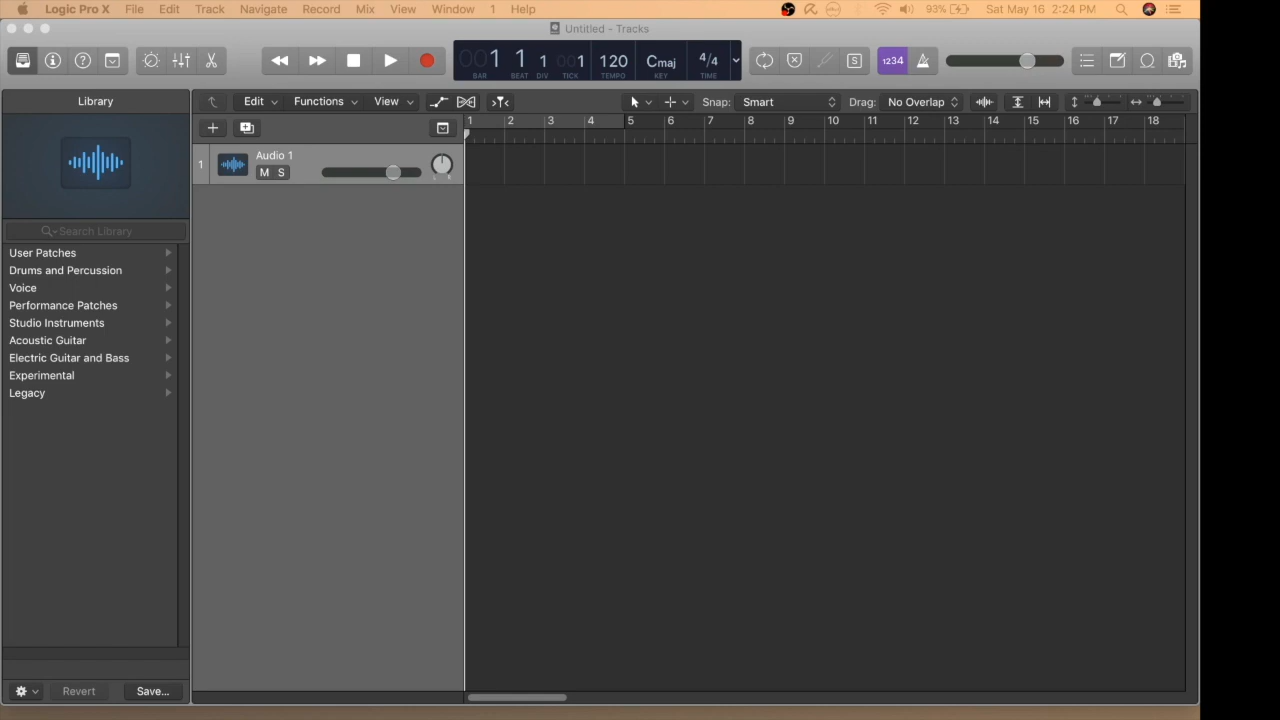 Logic Pro X File Edit Track Navigate Record Mix View Window 1 Help 93% Sat May 16 2:24 PM
Untitled - Tracks
001 1 1 001 120 Cmaj 4/4 1234 S
BAR BEAT DIV TICK TEMPO KEY TIME
Library Edit Functions View Snap: Smart Drag: No Overlap
1 2 3 4 5 6 7 8 9 10 11 12 13 14 15 16 17 18
1 Audio 1
M S
L R
Search Library
User Patches
Drums and Percussion
Voice
Performance Patches
Studio Instruments
Acoustic Guitar
Electric Guitar and Bass
Experimental
Legacy
Revert Save...